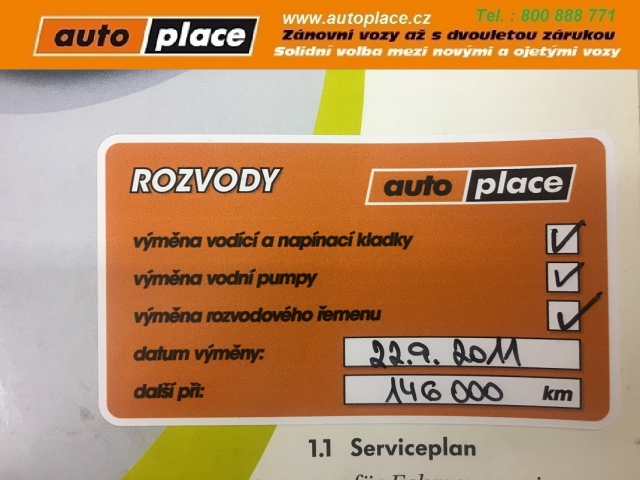 auto place
www.autoplace.cz
Tel. : 800 888 771
Zánovní vozy až s dvouletou zárukou
Solidní volba mezi novými a ojetými vozy
ROZVODY
auto place
výměna vodící a napínací kladky
výměna vodní pumpy
výměna rozvodového řemenu
datum výměny: 22.9. 2011
další při: 146 000 km
1.1 Serviceplan